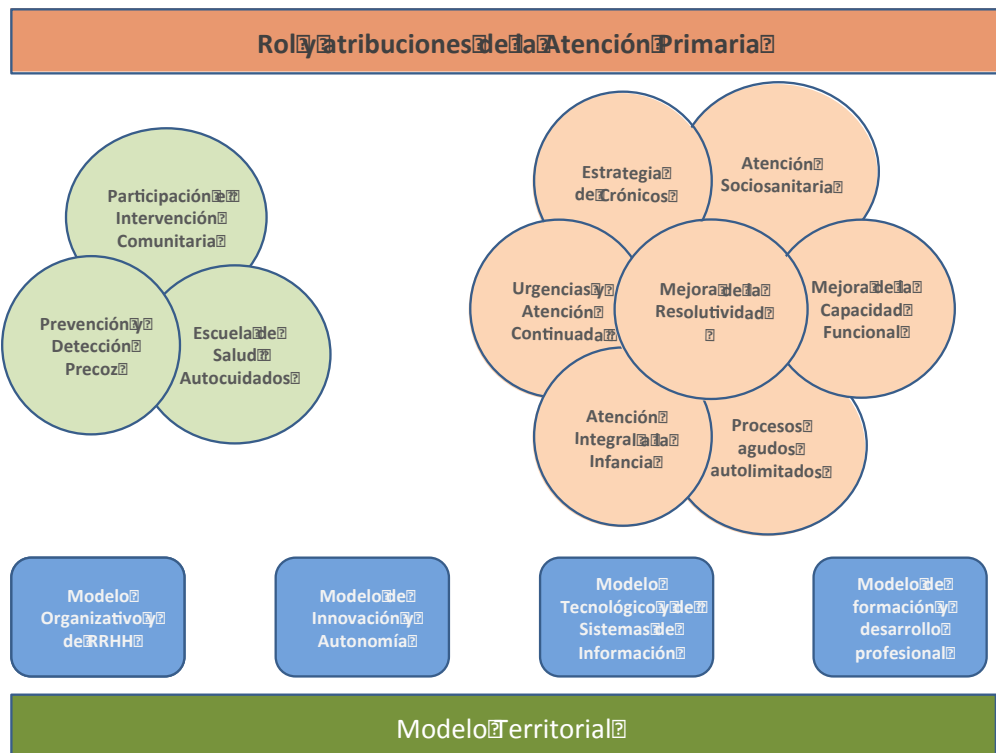 Rol y atribuciones de la Atención Primaria
Participación e
Intervención
Comunitaria
Prevención y
Detección
Precoz
Escuela de
Salud
Autocuidados
Estrategia
de Crónicos
Atención
Sociosanitaria
Urgencias y
Atención
Continuada
Mejora de la
Resolutividad
Mejora de la
Capacidad
Funcional
Atención
Integral a la
Infancia
Procesos
agudos
autolimitados
Modelo
Organizativo y
de RRHH
Modelo de
Innovación y
Autonomía
Modelo
Tecnológico y de
Sistemas de
Información
Modelo de
formación y
desarrollo
profesional
Modelo Territorial